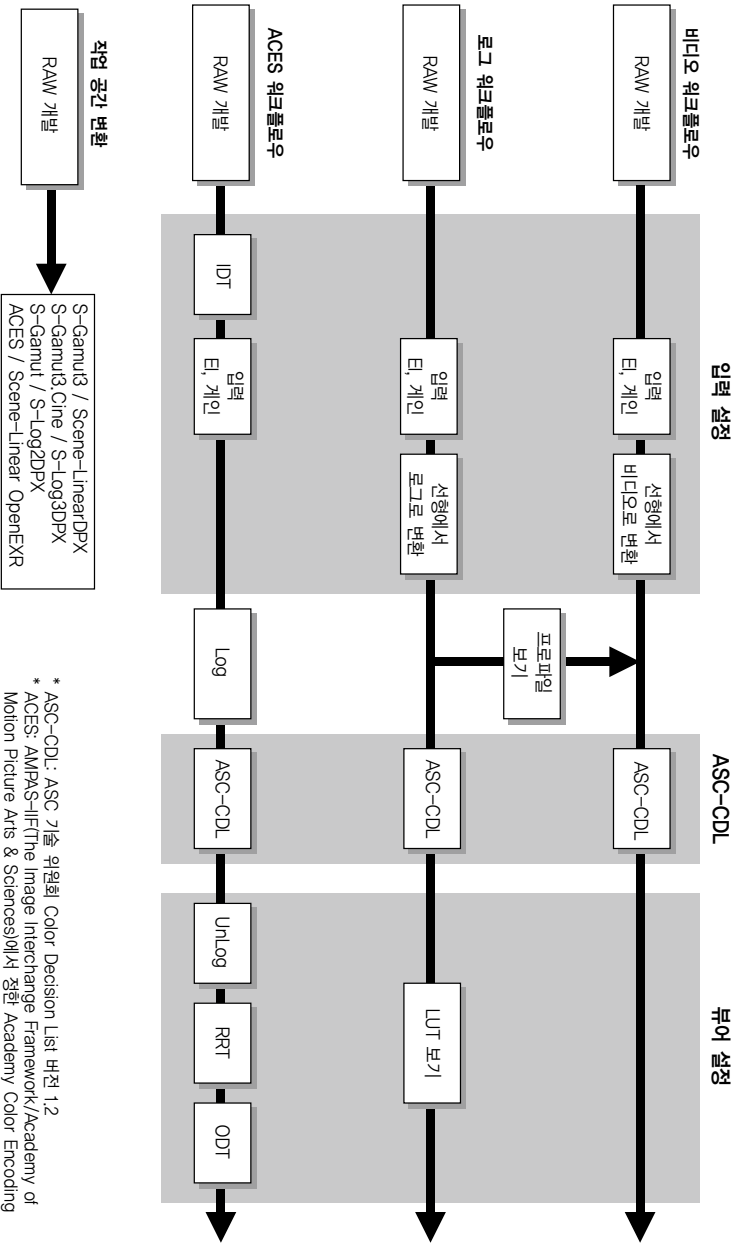 입력 설정
ASC-CDL
뷰어 설정
비디오 워크플로우
RAW 개발
입력
티, 게인
선형에서
비디오로 변환
ASC-CDL
프로파일
보기
로그 워크플로우
RAW 개발
입력
티, 게인
선형에서
로그로 변환
ASC-CDL
LUT 보기
ACES 워크플로우
RAW 개발
IDT
입력
티, 게인
Log
ASC-CDL
UnLog
RRT
ODT
작업 공간 변환
RAW 개발
S-Gamut3 / Scene-LinearDPX
S-Gamut3.Cine / S-Log3DPX
S-Gamut / S-Log2DPX
ACES / Scene-Linear OpenEXR
* ASC-CDL: ASC 기술 위원회 Color Decision List 버전 1.2
* ACES: AMPAS-IIF(The Image Interchange Framework/Academy of
Motion Picture Arts & Sciences)에서 정한 Academy Color Encoding